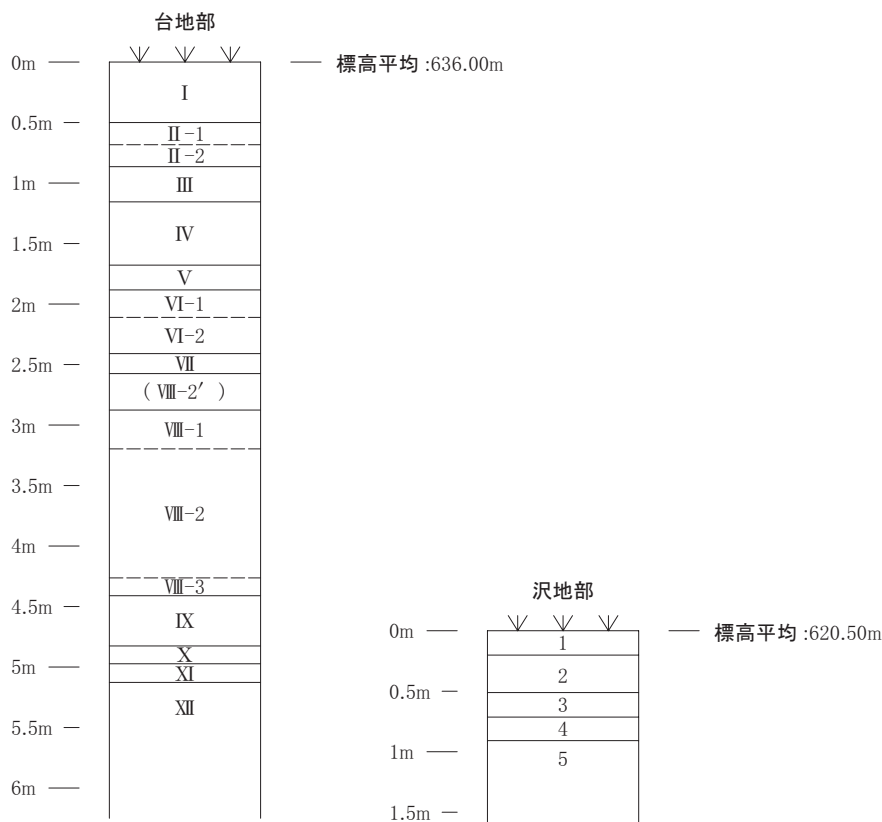 台地部
0m
標高平均 :636.00m
Ⅰ
0.5m
Ⅱ-1
Ⅱ-2
1m
Ⅲ
1.5m
Ⅳ
Ⅴ
2m
Ⅵ-1
Ⅵ-2
2.5m
Ⅶ
( Ⅷ-2′ )
3m
Ⅷ-1
3.5m
Ⅷ-2
4m
Ⅷ-3
4.5m
Ⅸ
Ⅹ
5m
Ⅺ
Ⅻ
5.5m
6m
沢地部
0m
標高平均 :620.50m
1
2
0.5m
3
4
1m
5
1.5m